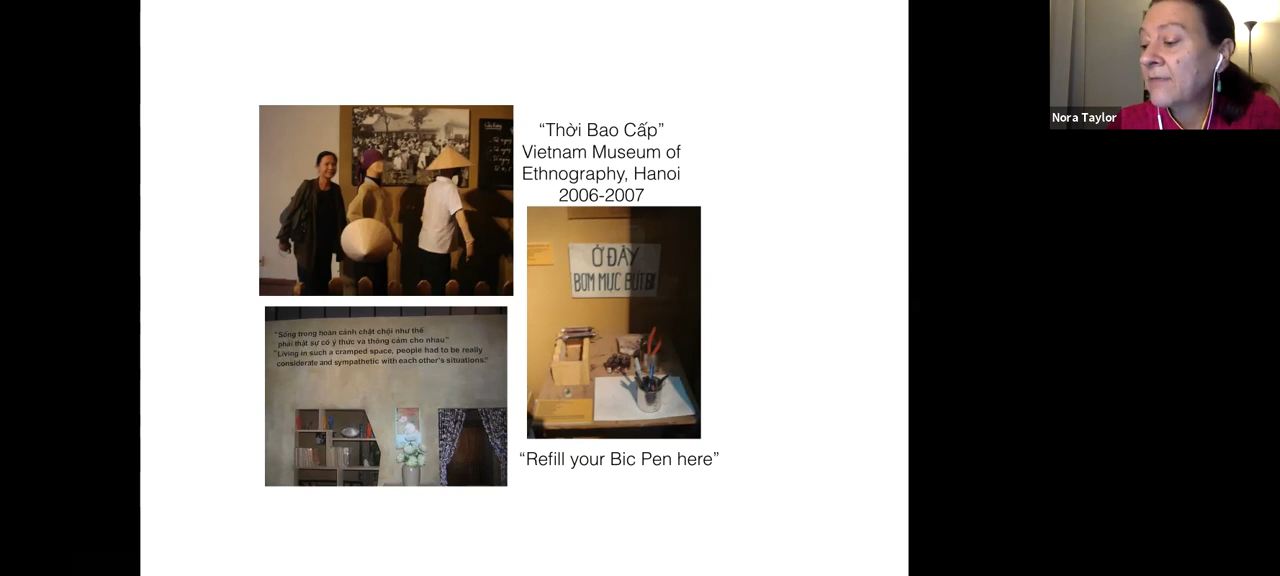 “Thời Bao Cấp”
Vietnam Museum of
Ethnography, Hanoi
2006-2007
Ở ĐÂY
BƠM MỰC BÚT BI
"Sống trong hoàn cảnh chật chội như thế
phải thật sự có ý thức và thông cảm cho nhau."
"Living in such a cramped space, people had to be really
considerate and sympathetic with each other's situations."
“Refill your Bic Pen here”
Nora Taylor